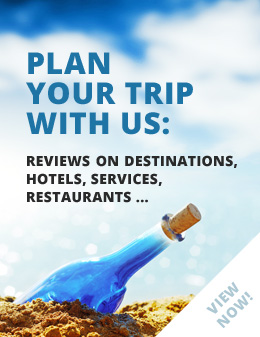 PLAN
YOUR TRIP
WITH US:
REVIEWS ON DESTINATIONS,
HOTELS, SERVICES,
RESTAURANTS ...
VIEW
NOW!